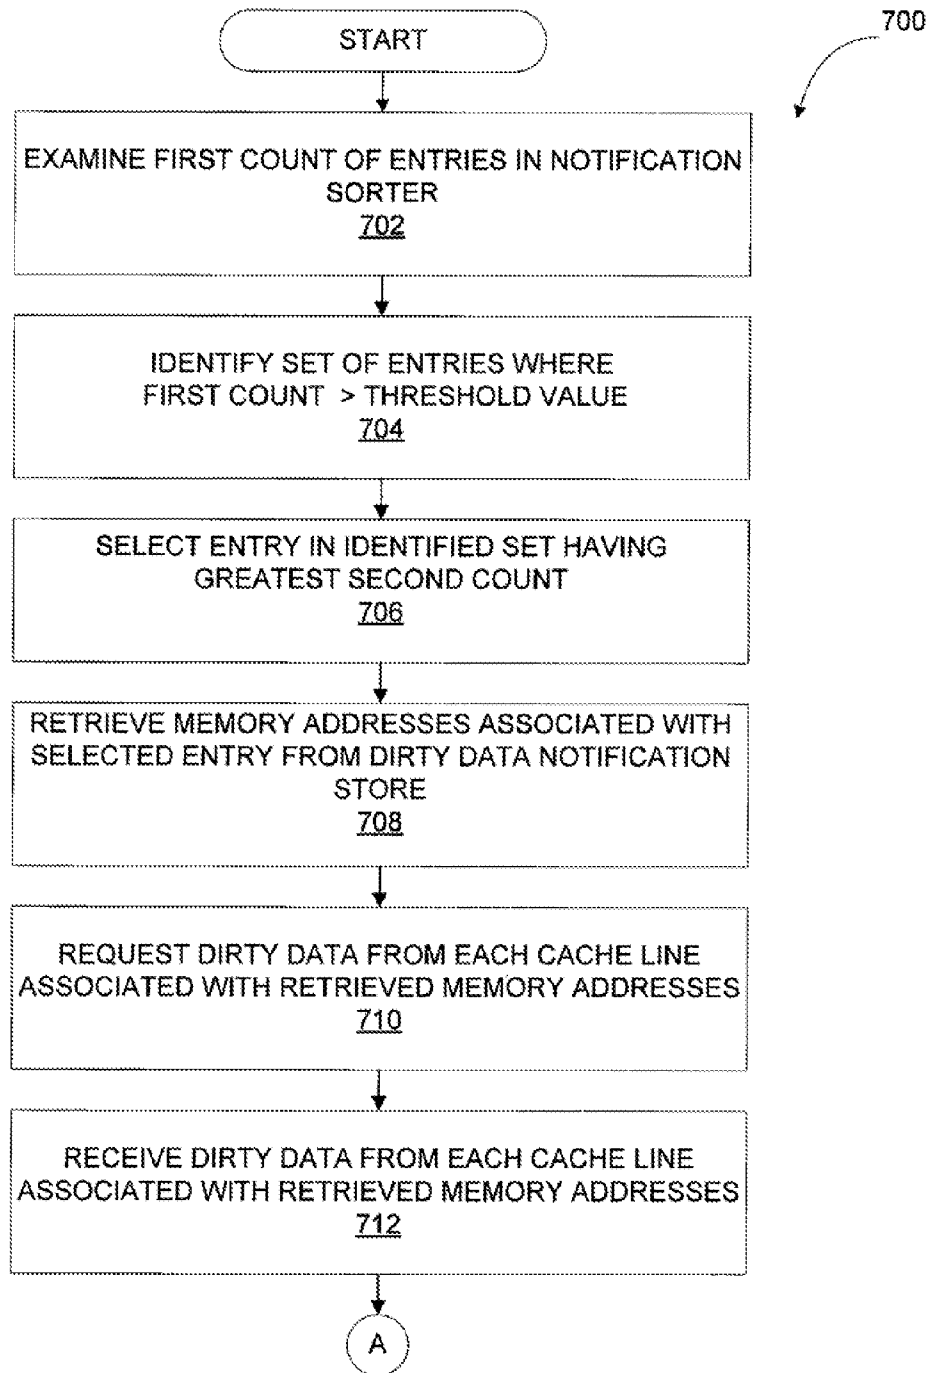 START
700
EXAMINE FIRST COUNT OF ENTRIES IN NOTIFICATION
SORTER
702
IDENTIFY SET OF ENTRIES WHERE
FIRST COUNT > THRESHOLD VALUE
704
SELECT ENTRY IN IDENTIFIED SET HAVING
GREATEST SECOND COUNT
706
RETRIEVE MEMORY ADDRESSES ASSOCIATED WITH
SELECTED ENTRY FROM DIRTY DATA NOTIFICATION
STORE
708
REQUEST DIRTY DATA FROM EACH CACHE LINE
ASSOCIATED WITH RETRIEVED MEMORY ADDRESSES
710
RECEIVE DIRTY DATA FROM EACH CACHE LINE
ASSOCIATED WITH RETRIEVED MEMORY ADDRESSES
712
A